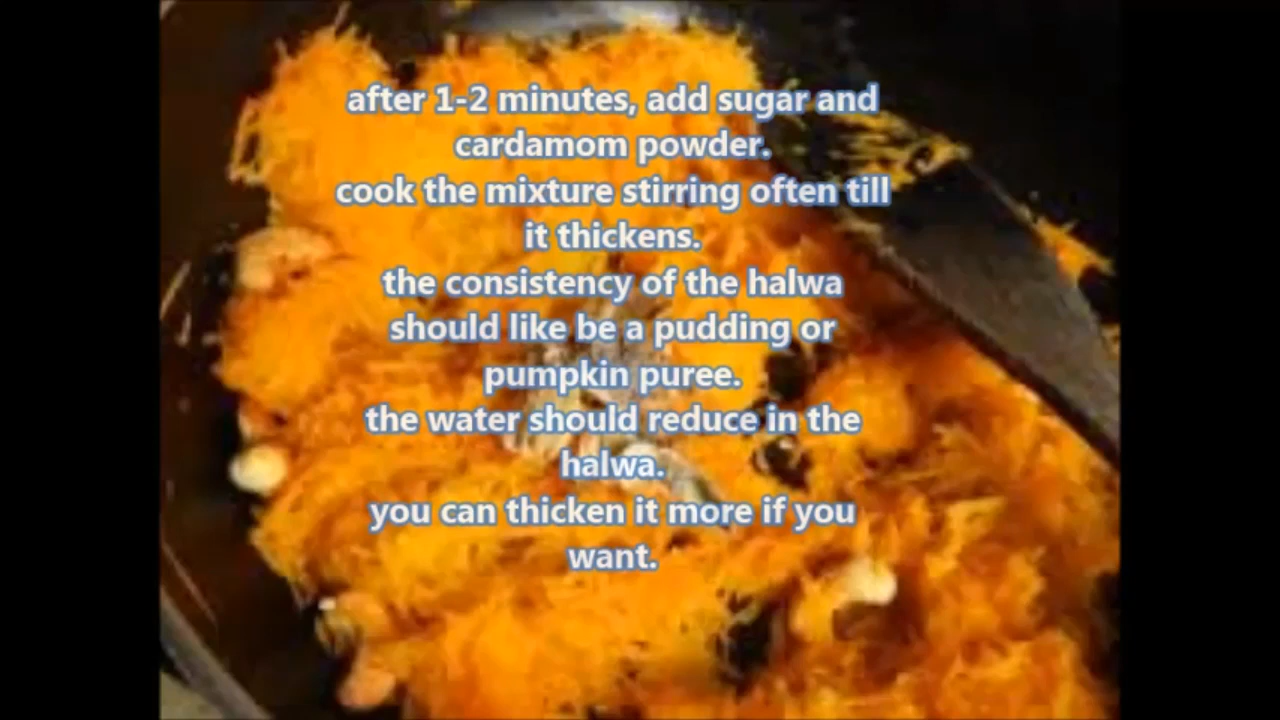 after 1-2 minutes, add sugar and
cardamom powder.
cook the mixture stirring often till
it thickens.
the consistency of the halwa
should like be a pudding or
pumpkin puree.
the water should reduce in the
halwa.
you can thicken it more if you
want.